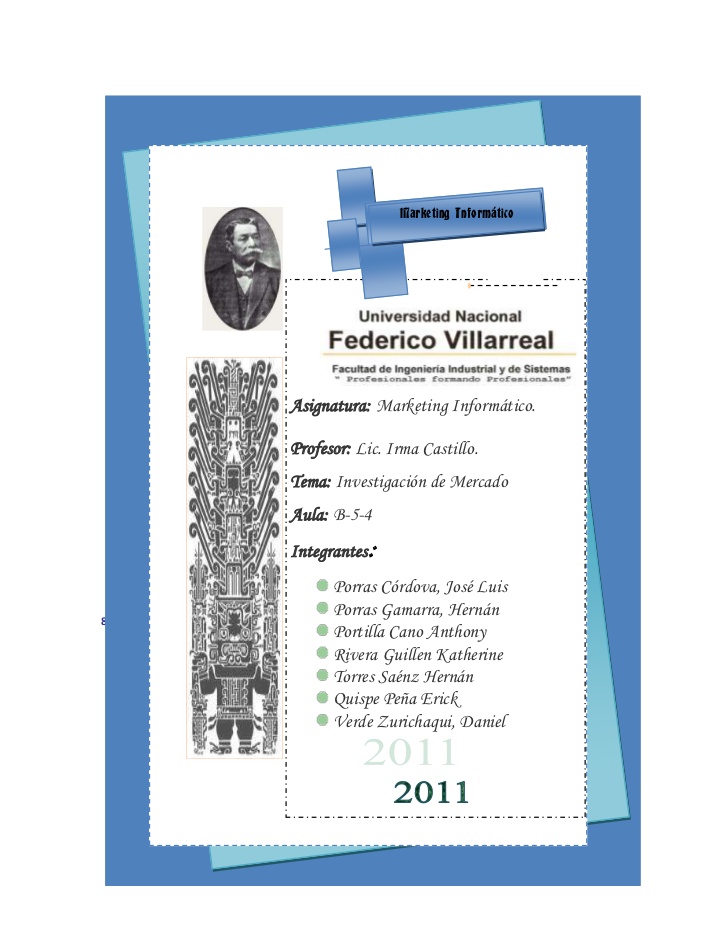 Marketing Informático
Universidad Nacional
Federico Villarreal
Facultad de Ingeniería Industrial y de Sistemas
“ Profesionales formando Profesionales”
Asignatura: Marketing Informático.
Profesor: Lic. Irma Castillo.
Tema: Investigación de Mercado
Aula: B-5-4
Integrantes:
Porras Córdova, José Luis
Porras Gamarra, Hernán
Portilla Cano Anthony
Rivera Guillen Katherine
Torres Saénz Hernán
Quispe Peña Erick
Verde Zurichaqui, Daniel
2011
2011